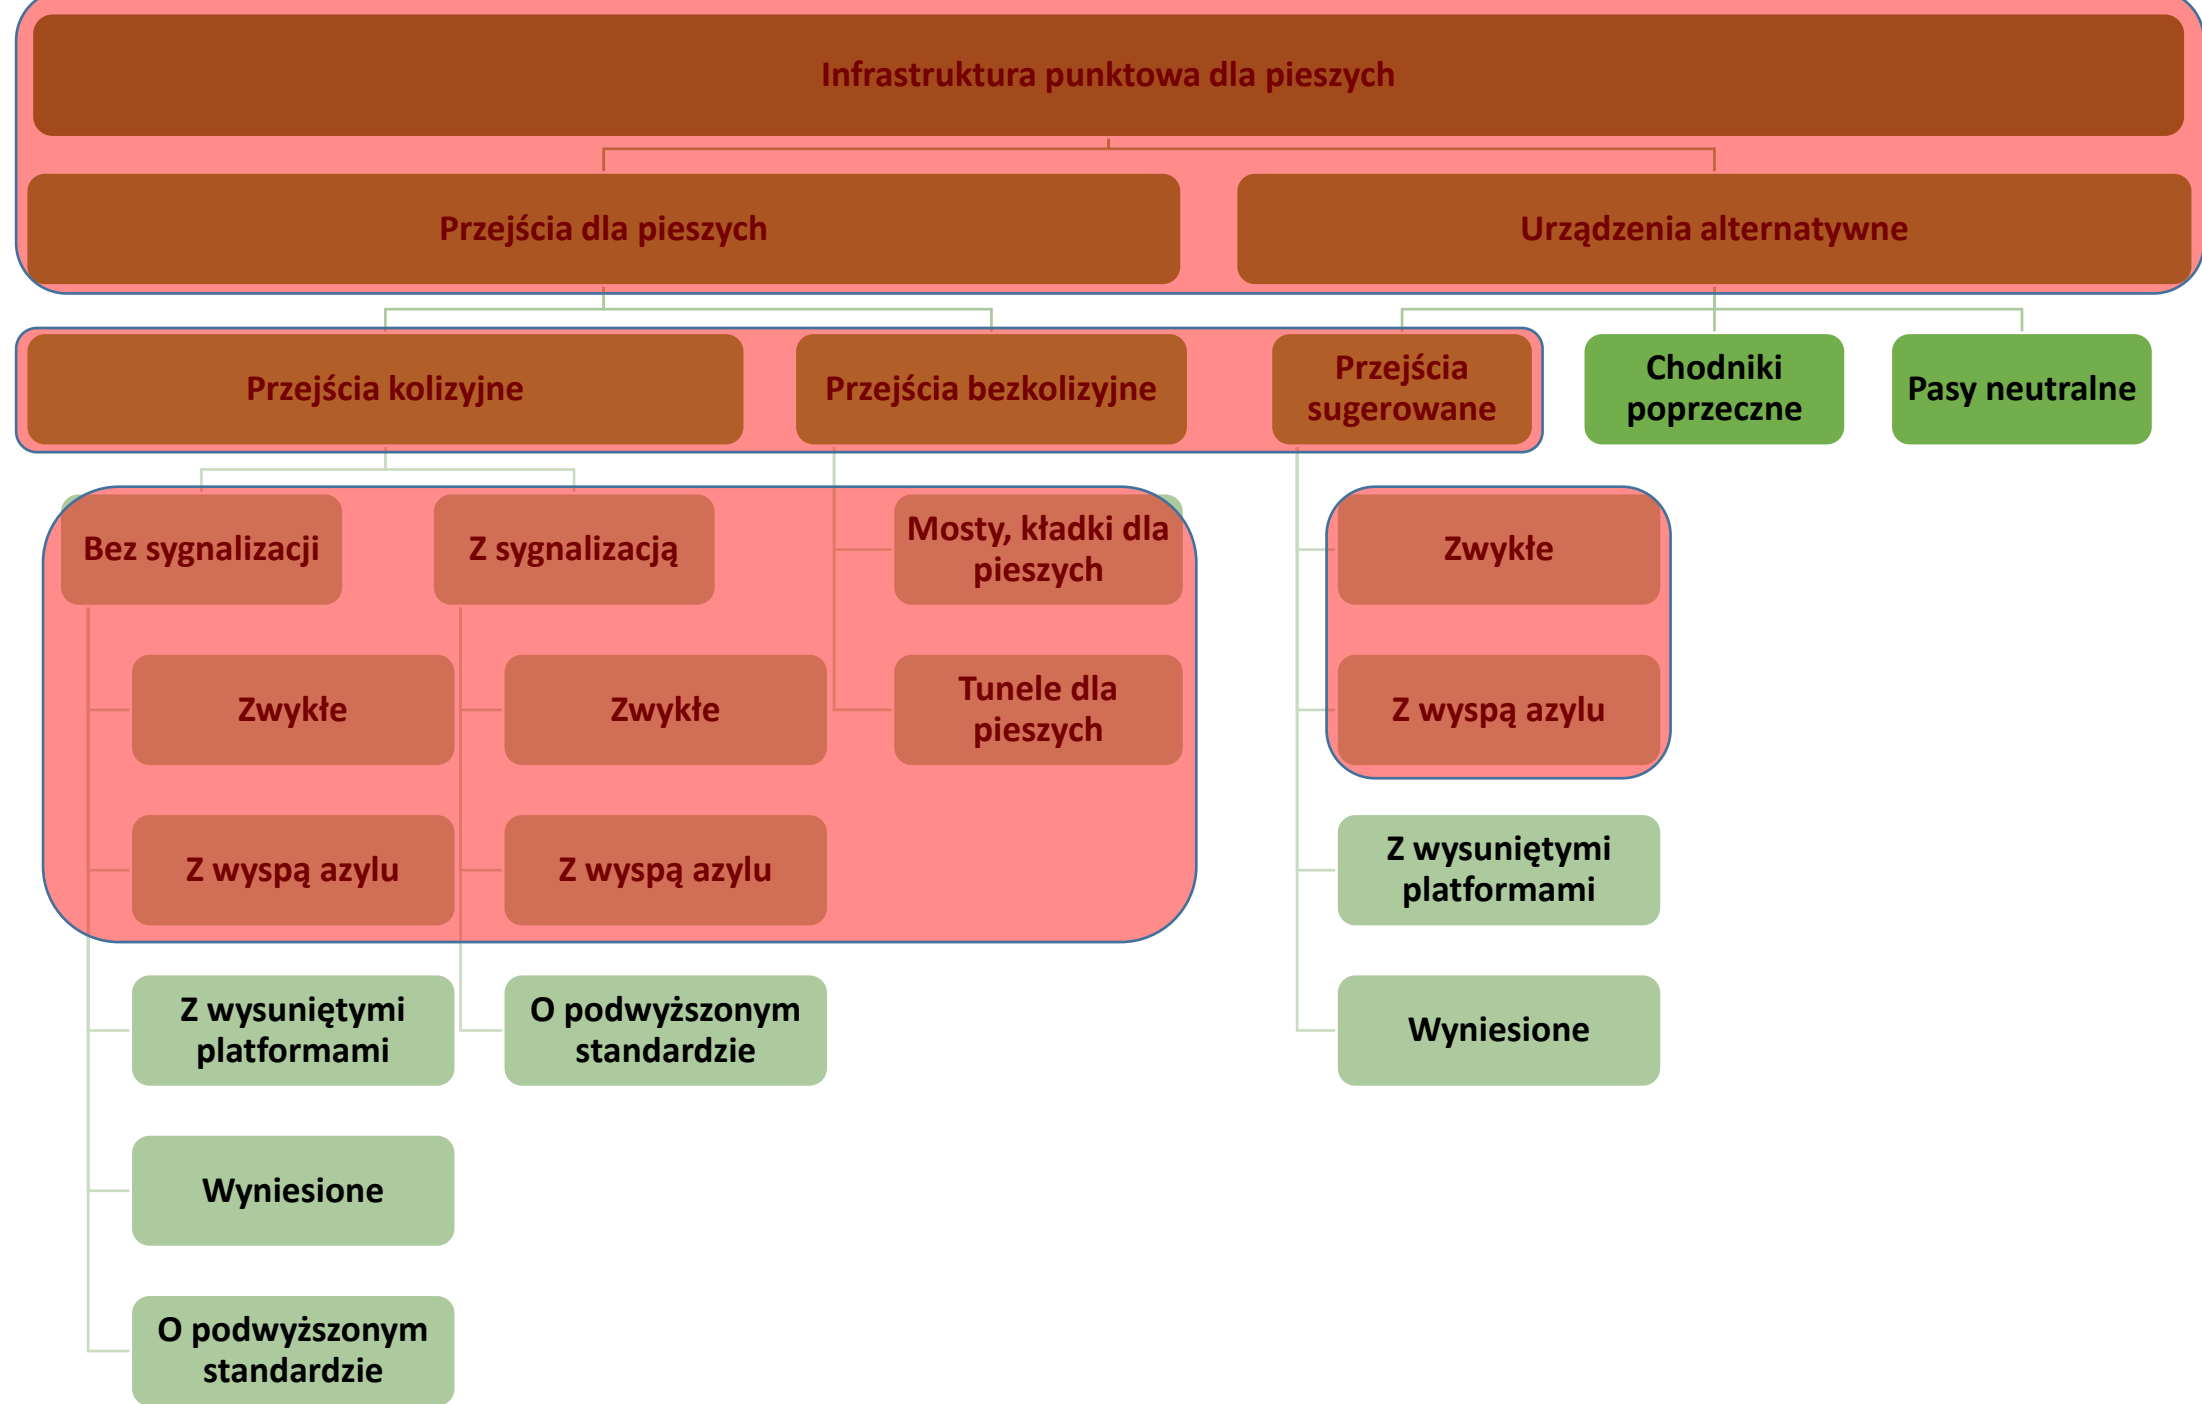 Infrastruktura punktowa dla pieszych
Przejścia dla pieszych
Urządzenia alternatywne
Przejścia kolizyjne
Przejścia bezkolizyjne
Przejścia
sugerowane
Chodniki
poprzeczne
Pasy neutralne
Bez sygnalizacji
Z sygnalizacją
Mosty, kładki dla
pieszych
Zwykłe
Zwykłe
Zwykłe
Tunele dla
pieszych
Z wyspą azylu
Z wyspą azylu
Z wyspą azylu
Z wysuniętymi
platformami
Z wysuniętymi
platformami
O podwyższonym
standardzie
Wyniesione
Wyniesione
O podwyższonym
standardzie